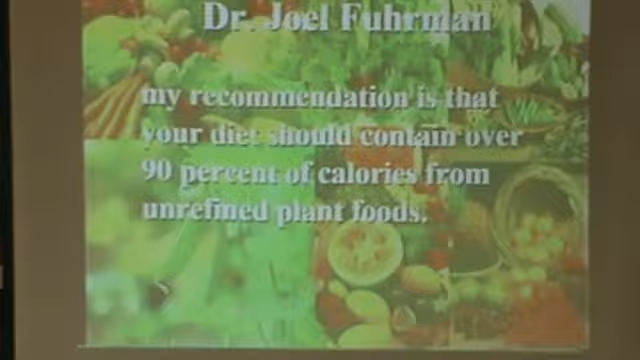 Dr. Joel Fuhrman
my recommendation is that
your diet should contain over
90 percent of calories from
unrefined plant foods.